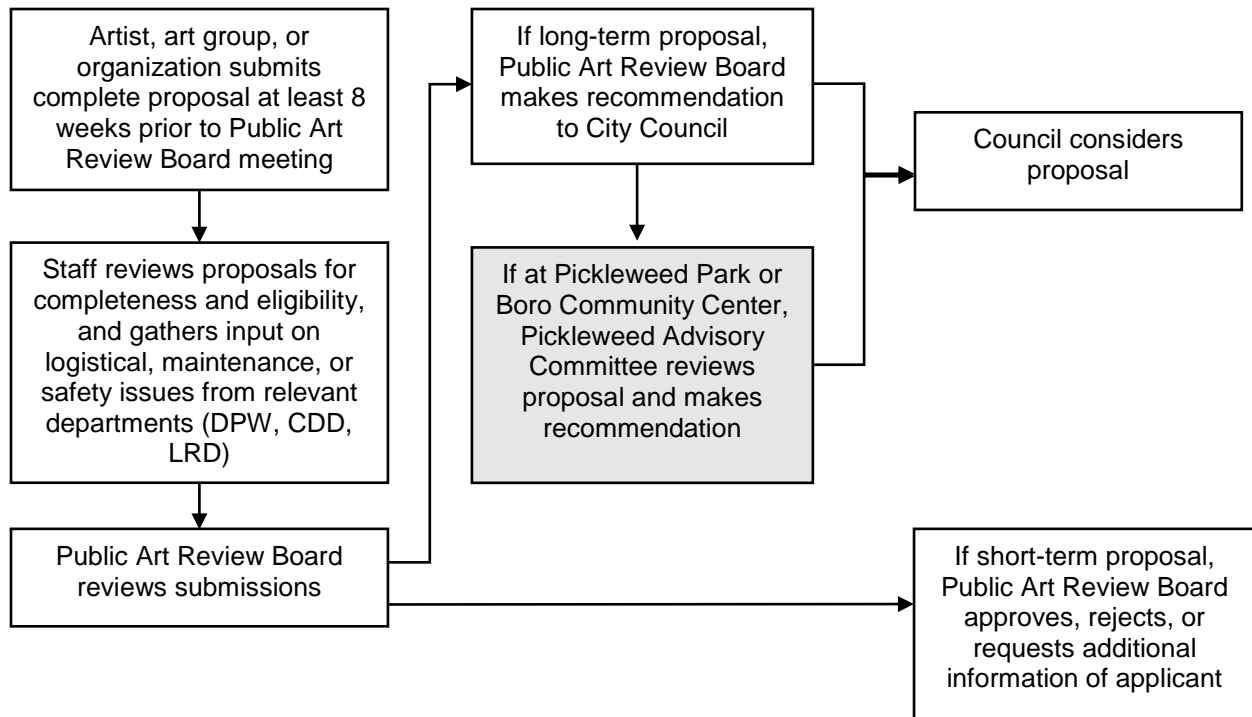 Artist, art group, or
organization submits
complete proposal at least 8
weeks prior to Public Art
Review Board meeting
Staff reviews proposals for
completeness and eligibility,
and gathers input on
logistical, maintenance, or
safety issues from relevant
departments (DPW, CDD,
LRD)
Public Art Review Board
reviews submissions
If long-term proposal,
Public Art Review Board
makes recommendation
to City Council
If at Pickleweed Park or
Boro Community Center,
Pickleweed Advisory
Committee reviews
proposal and makes
recommendation
Council considers
proposal
If short-term proposal,
Public Art Review Board
approves, rejects, or
requests additional
information of applicant